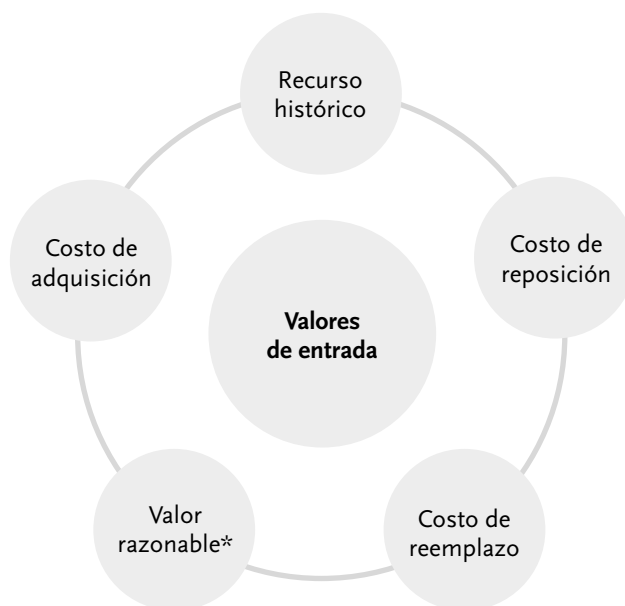 Recurso
histórico
Costo de
adquisición
Costo de
reposición
Valores
de entrada
Valor
razonable*
Costo de
reemplazo